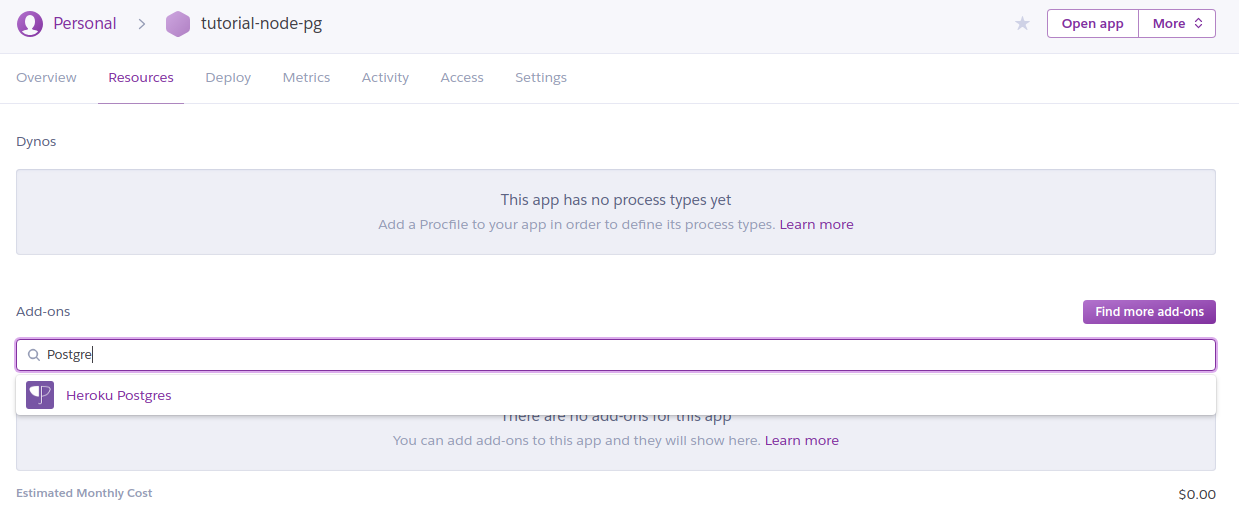 Personal > tutorial-node-pg Open app More
Overview Resources Deploy Metrics Activity Access Settings
Dynos
This app has no process types yet
Add a Procfile to your app in order to define its process types. Learn more
Add-ons Find more add-ons
Postgre
Heroku Postgres
There are no add-ons for this app
You can add add-ons to this app and they will show here. Learn more
Estimated Monthly Cost $0.00